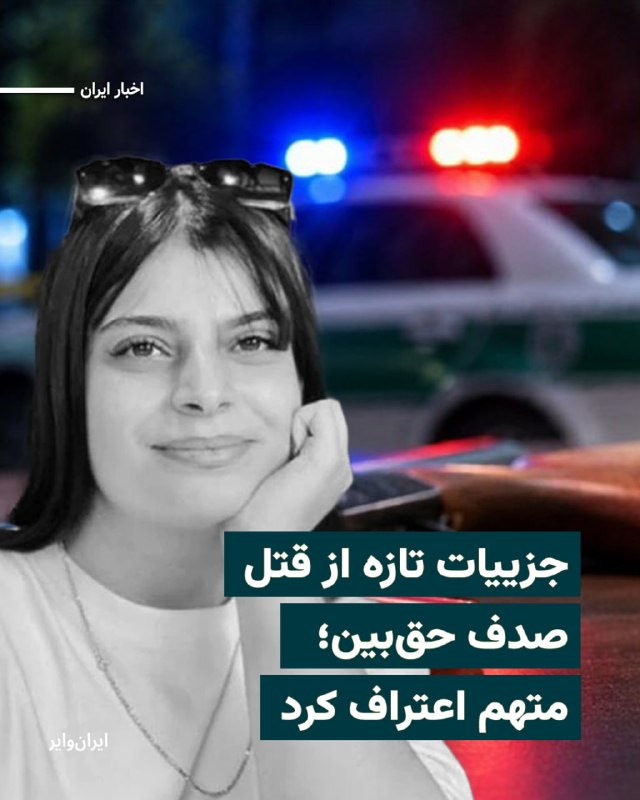 اخبار ایران
جزییات تازه از قتل
صدف حق‌بین؛
متهم اعتراف کرد
ایران‌وایر